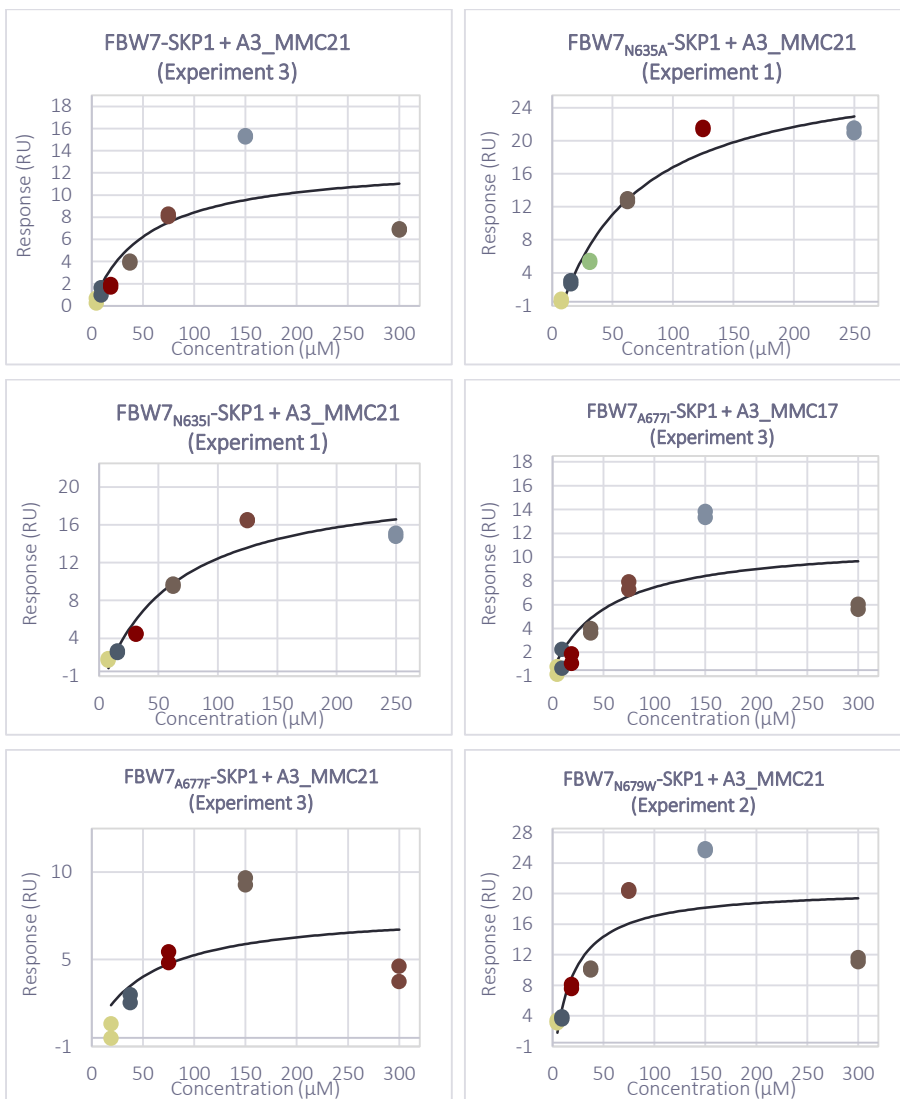 FBW7-SKP1 + A3_MMC21
(Experiment 3)
Response (RU)
18
16
14
12
10
8
6
4
2
0
0 50 100 150 200 250 300
Concentration (µM)
FBW7N635A-SKP1 + A3_MMC21
(Experiment 1)
Response (RU)
24
20
16
12
8
4
-1
0 50 100 150 200 250
Concentration (µM)
FBW7N635I-SKP1 + A3_MMC21
(Experiment 1)
Response (RU)
20
16
12
8
4
-1
0 50 100 150 200 250
Concentration (µM)
FBW7A677I-SKP1 + A3_MMC17
(Experiment 3)
Response (RU)
18
16
14
12
10
8
6
4
2
-1
0 50 100 150 200 250 300
Concentration (µM)
FBW7A677F-SKP1 + A3_MMC21
(Experiment 3)
Response (RU)
10
5
-1
0 50 100 150 200 250 300
Concentration (µM)
FBW7N679W-SKP1 + A3_MMC21
(Experiment 2)
Response (RU)
28
24
20
16
12
8
4
-1
0 50 100 150 200 250 300
Concentration (µM)